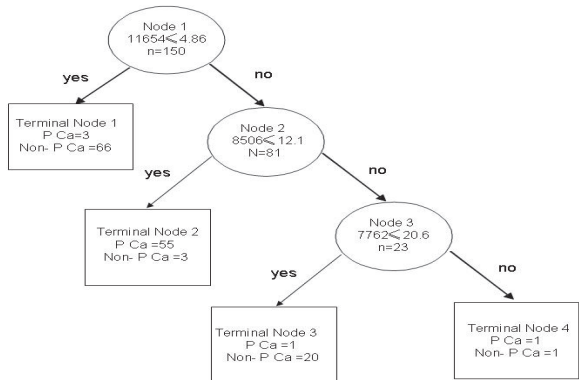 Node 1
11654⩽4.86
n=150
yes
no
Terminal Node 1
P Ca=3
Non- P Ca =66
Node 2
8506⩽12.1
N=81
yes
no
Terminal Node 2
P Ca =55
Non- P Ca =3
Node 3
7762⩽20.6
n=23
yes
no
Terminal Node 3
P Ca =1
Non- P Ca =20
Terminal Node 4
P Ca =1
Non- P Ca =1